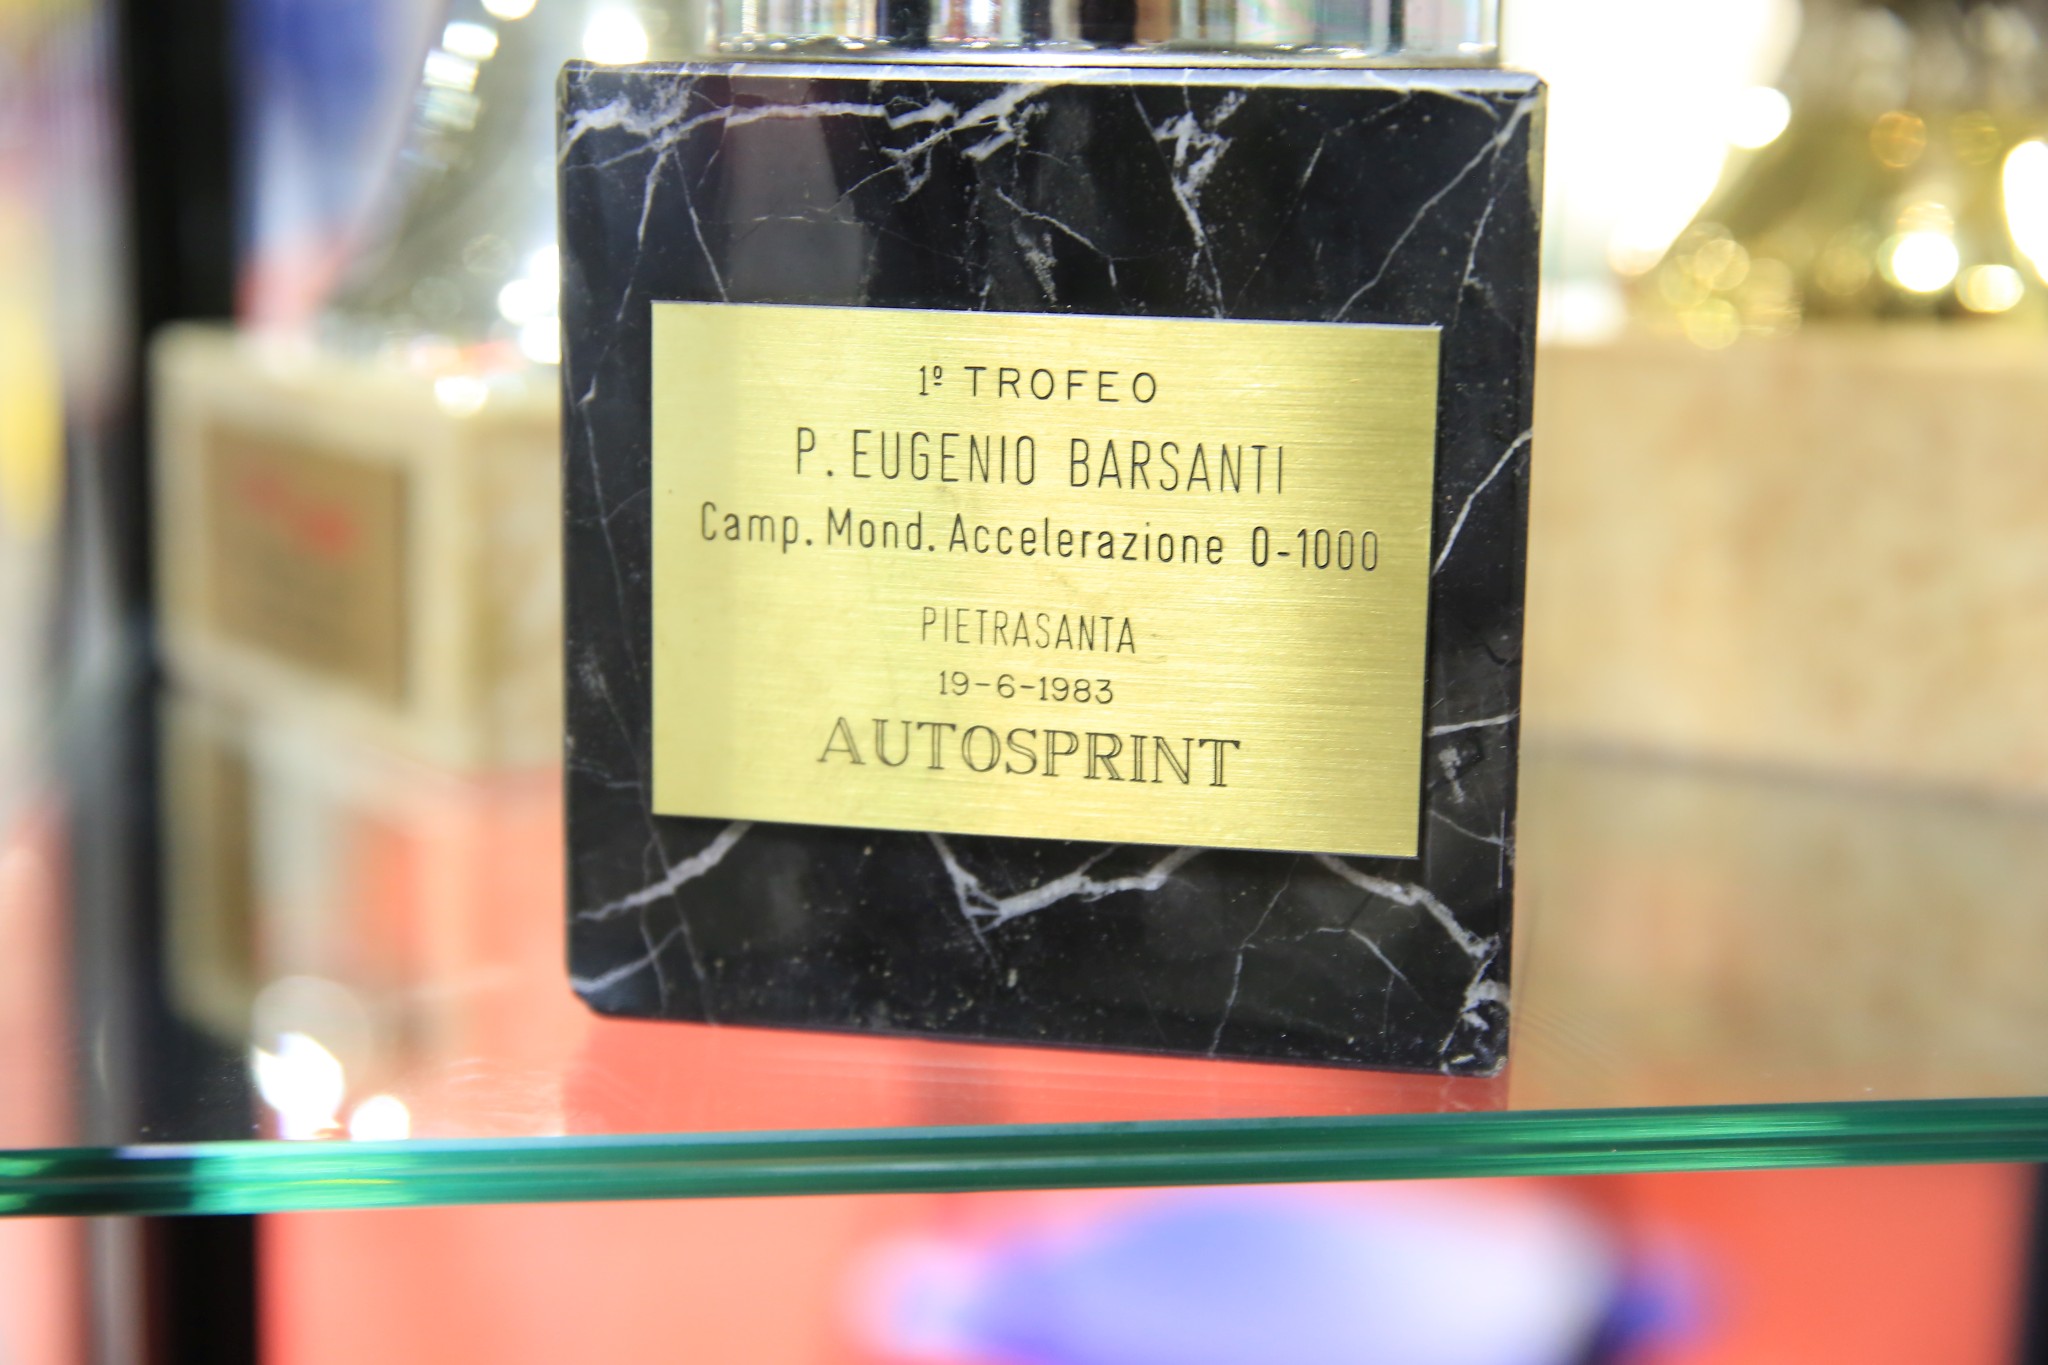 1º TROFEO
P. EUGENIO BARSANTI
Camp. Mond. Accelerazione 0-1000
PIETRASANTA
19-6-1983
AUTOSPRINT